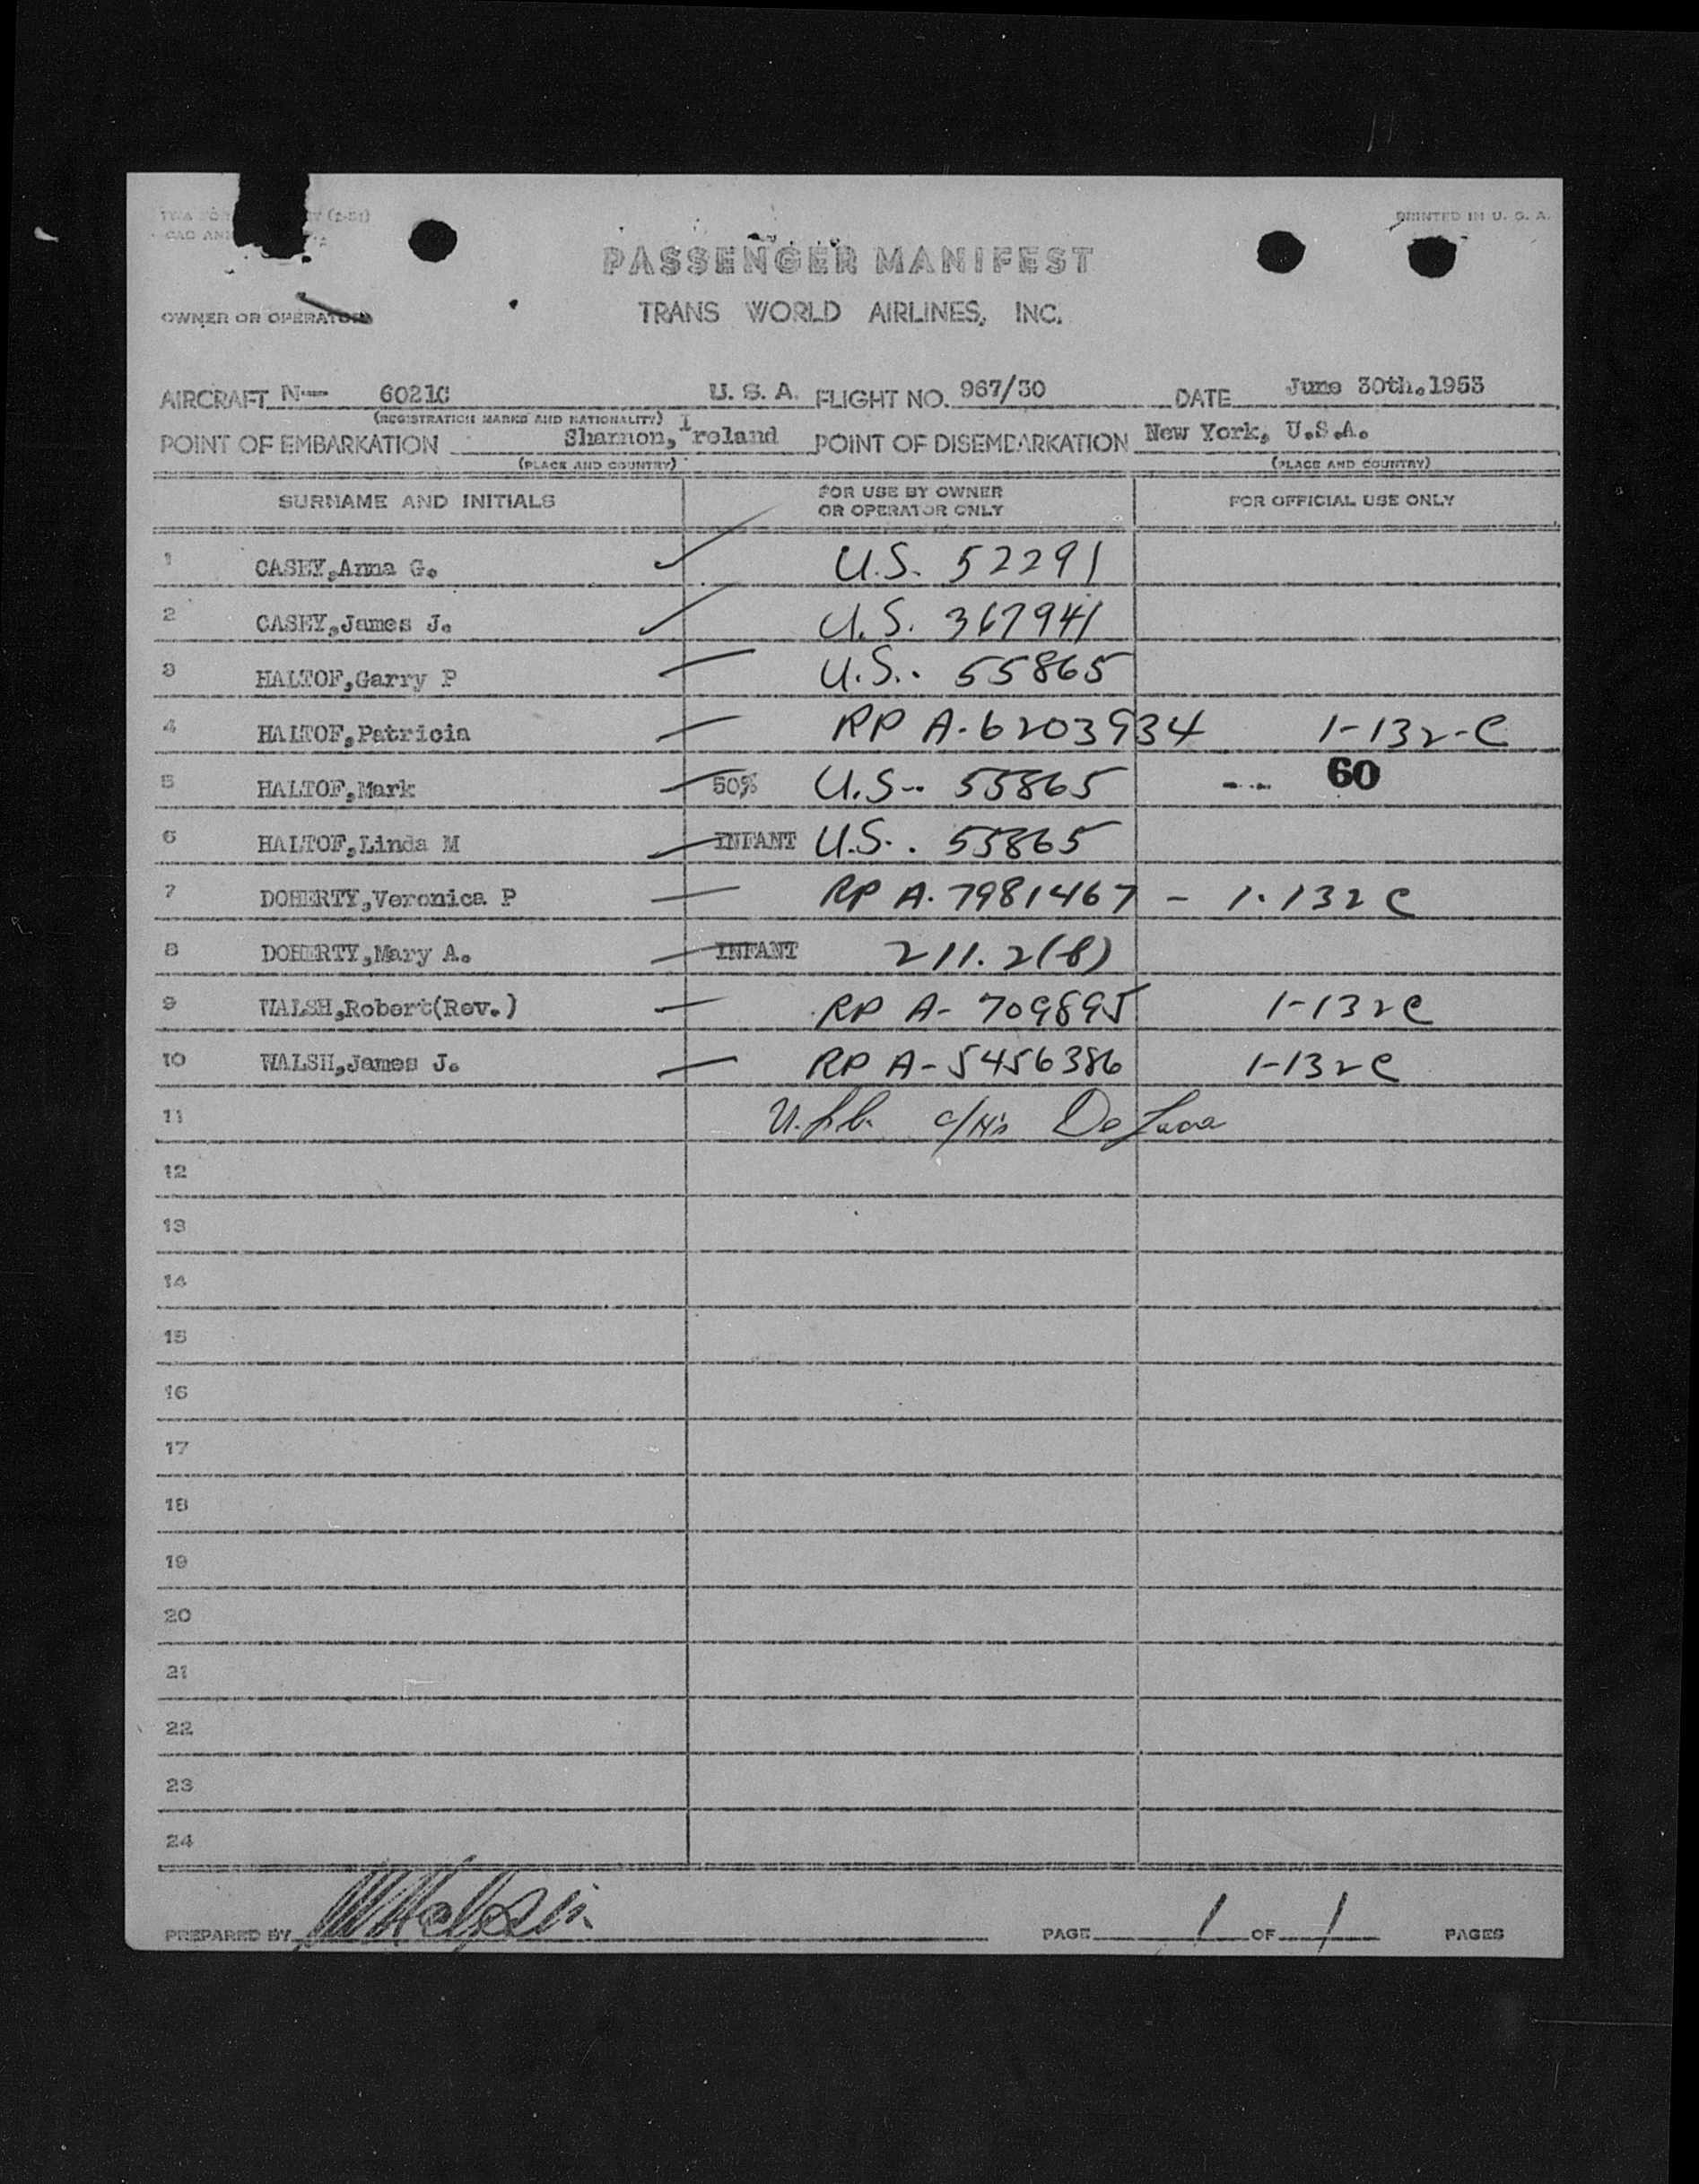 (2-51)
PRINTED IN U. S. A.
PASSENGER MANIFEST
OWNER OR OPERATOR
TRANS WORLD AIRLINES, INC.
AIRCRAFT N— 6021C U. S. A. FLIGHT NO. 967/30 DATE June 30th.1953
(REGISTRATION MARKS AND NATIONALITY)
POINT OF EMBARKATION Shannon, Ireland POINT OF DISEMBARKATION New York, U.S.A.
(PLACE AND COUNTRY) (PLACE AND COUNTRY)
SURNAME AND INITIALS FOR USE BY OWNER OR OPERATOR ONLY FOR OFFICIAL USE ONLY
1 CASEY,Anna G. U.S. 52291
2 CASEY,James J. U.S. 367941
3 HALTOF,Garry P U.S.. 55865
4 HALTOF,Patricia RP A-6203934 1-132-C
5 HALTOF,Mark 50% U.S-- 55865 60
6 HALTOF,Linda M INFANT U.S.. 55865
7 DOHERTY,Veronica P RP A. 7981467 - 1.132 C
8 DOHERTY,Mary A. INFANT 211.2(b)
9 WALSH,Robert(Rev.) RP A- 709895 1-132C
10 WALSH,James J. RP A-5456386 1-132C
11
12
13
14
15
16
17
18
19
20
21
22
23
24
PREPARED BY PAGE 1 OF 1 PAGES